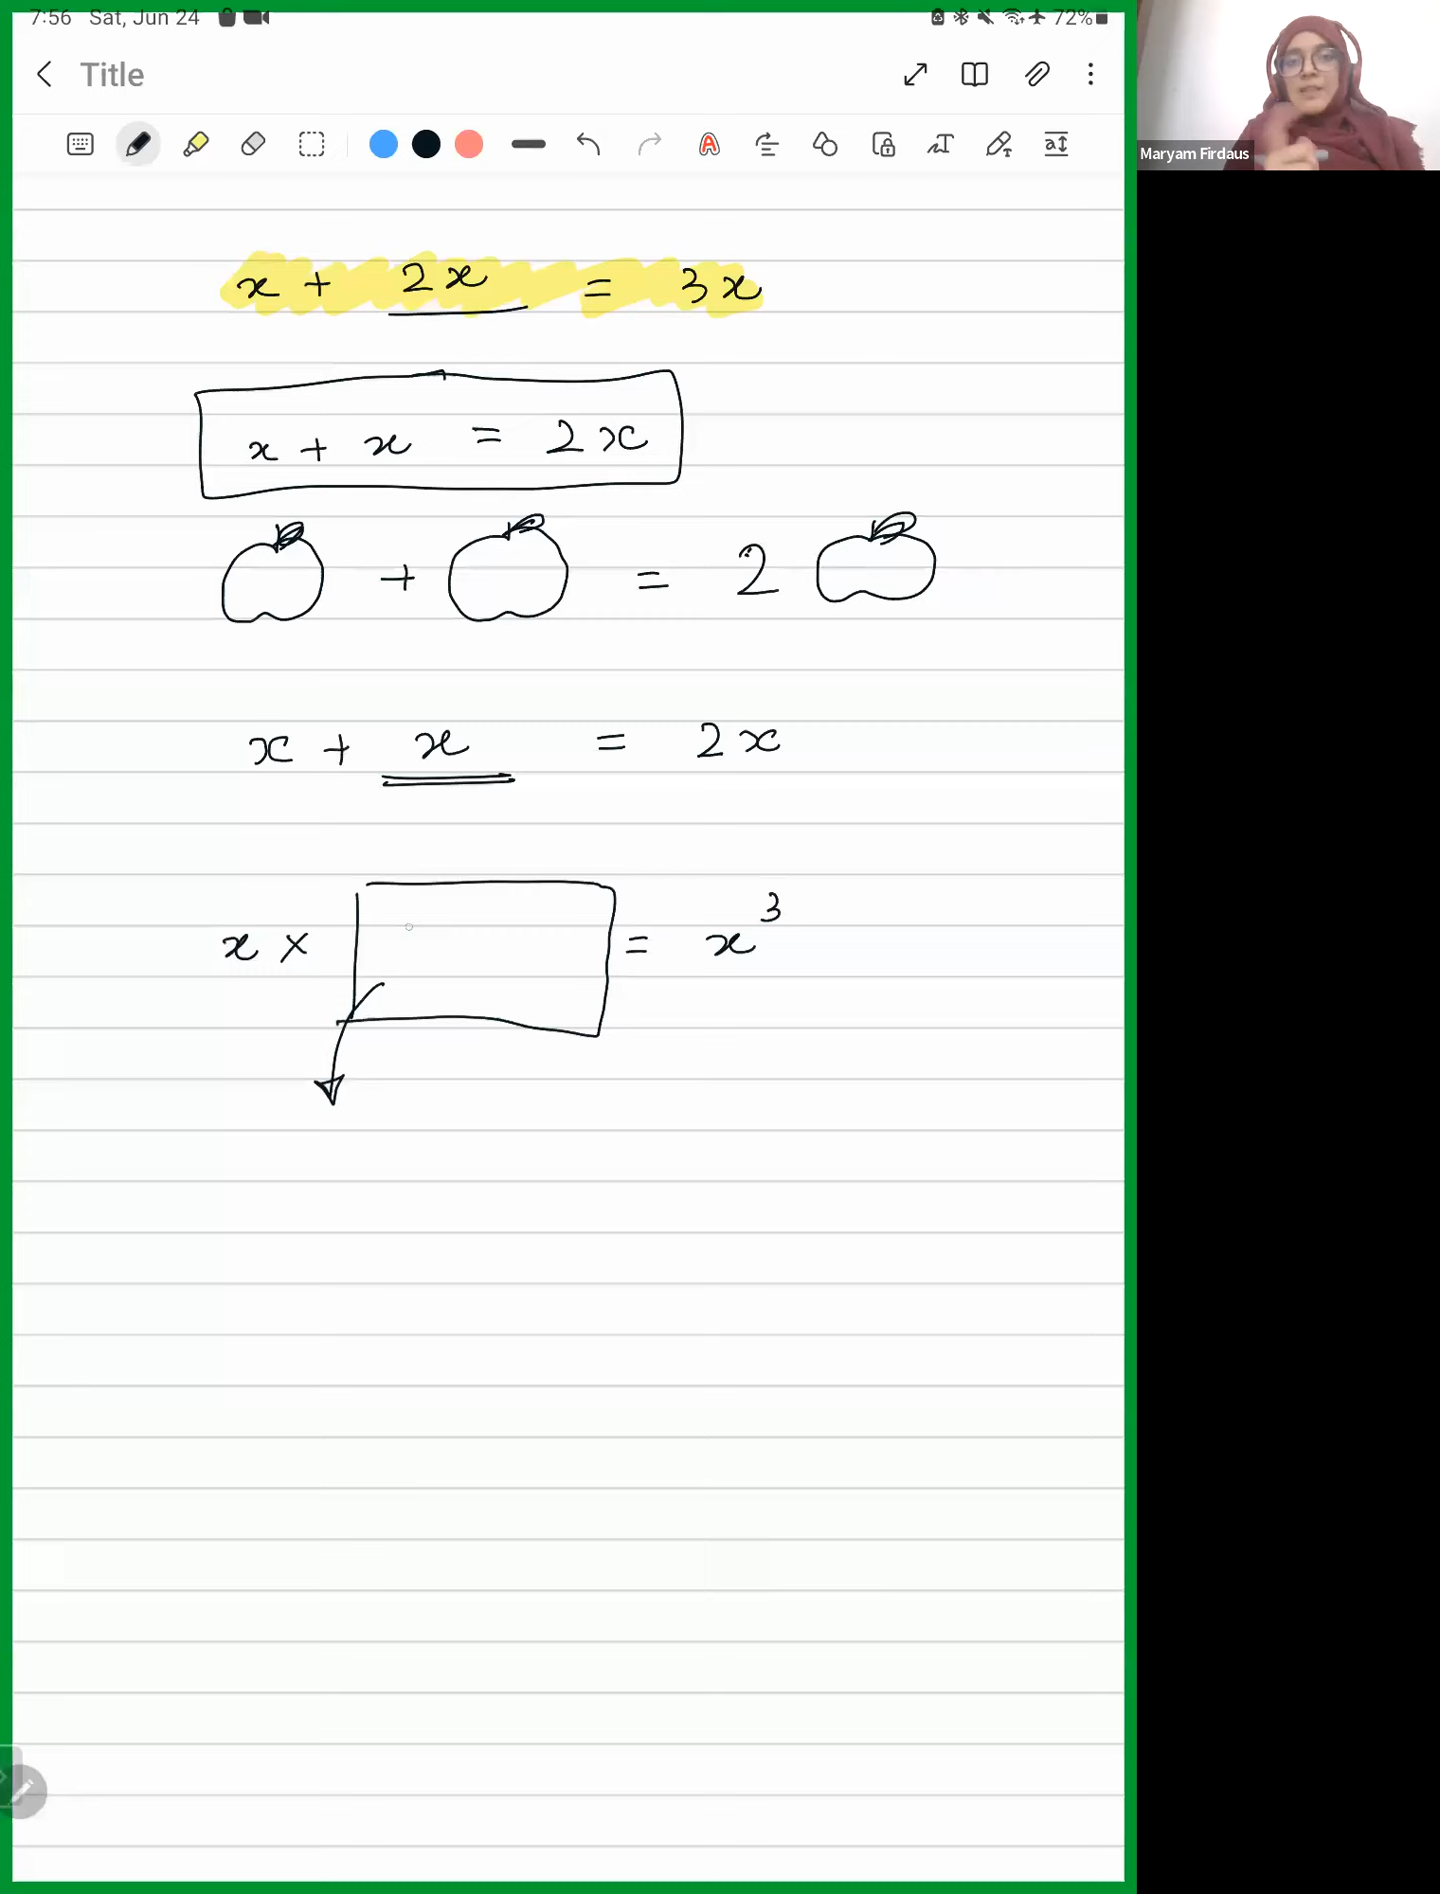 7:56 Sat, Jun 24 72%
Title
Maryam Firdaus
x + 2x = 3x
x + x = 2x
+ = 2
x + x = 2x
x × = x³